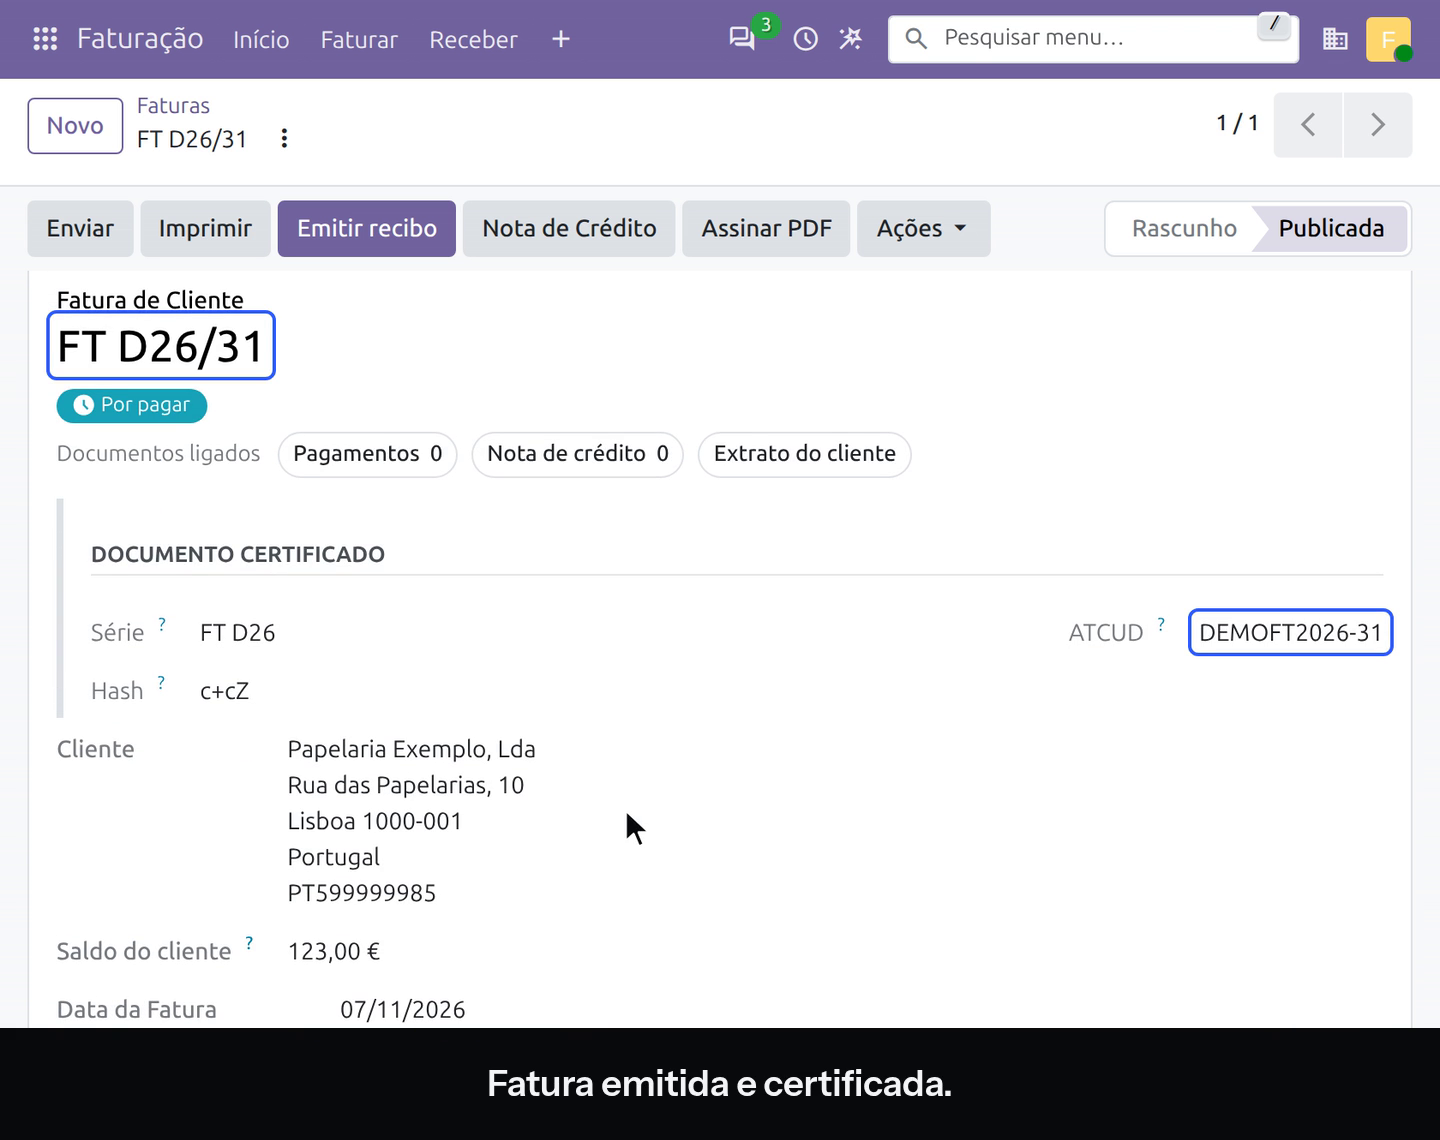 Faturação Início Faturar Receber + 3 Pesquisar menu... / F
Novo Faturas
FT D26/31
1 / 1
Enviar Imprimir Emitir recibo Nota de Crédito Assinar PDF Ações Rascunho Publicada
Fatura de Cliente
FT D26/31
Por pagar
Documentos ligados Pagamentos 0 Nota de crédito 0 Extrato do cliente
DOCUMENTO CERTIFICADO
Série ? FT D26 ATCUD ? DEMOFT2026-31
Hash ? c+cZ
Cliente Papelaria Exemplo, Lda
Rua das Papelarias, 10
Lisboa 1000-001
Portugal
PT599999985
Saldo do cliente ? 123,00 €
Data da Fatura 07/11/2026
Fatura emitida e certificada.